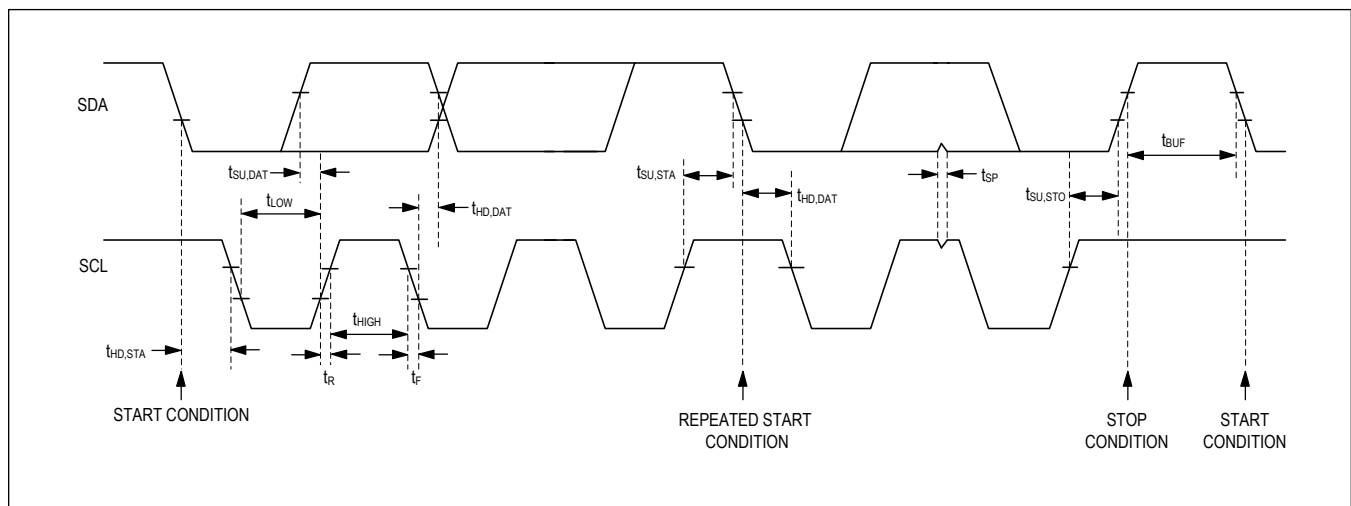 SDA
tSU,DAT
tLOW
tHD,DAT
tSU,STA
tHD,DAT
tSP
tSU,STO
tBUF
SCL
tHD,STA
tHIGH
tR
tF
START CONDITION
REPEATED START
CONDITION
STOP
CONDITION
START
CONDITION